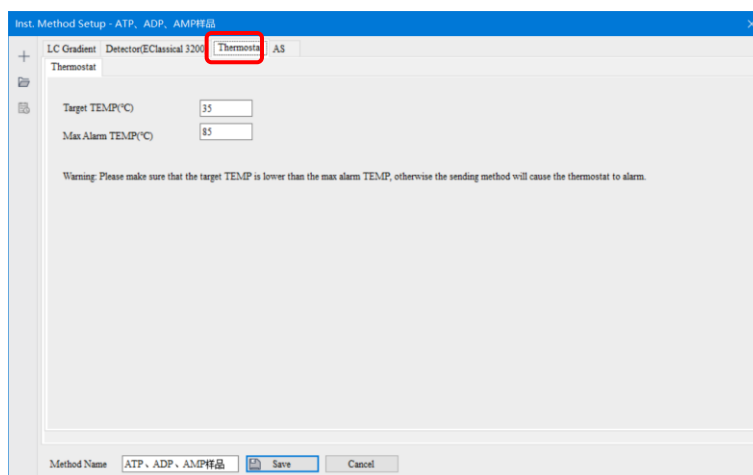 Inst. Method Setup - ATP、ADP、AMP样品
LC Gradient Detector(EClassical 3200 Thermostat AS
Thermostat
Target TEMP(℃) 35
Max Alarm TEMP(℃) 85
Warning: Please make sure that the target TEMP is lower than the max alarm TEMP, otherwise the sending method will cause the thermostat to alarm.
Method Name ATP、ADP、AMP样品 Save Cancel